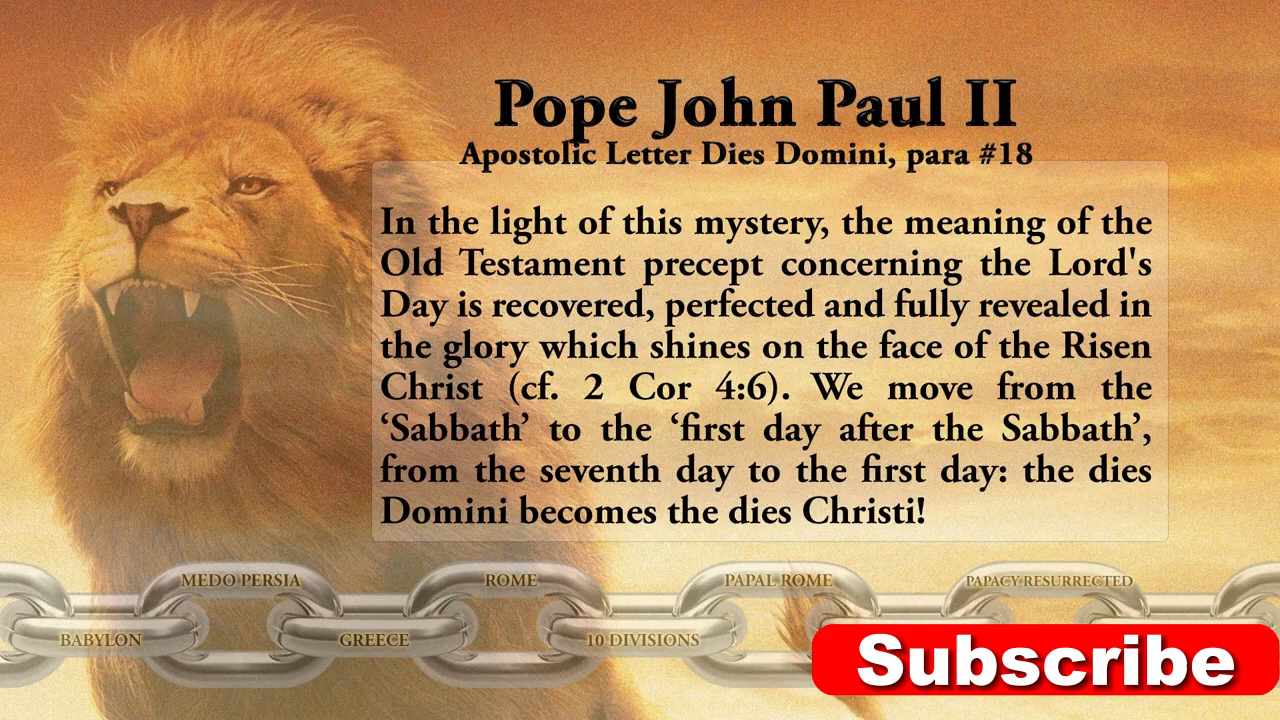 Pope John Paul II
Apostolic Letter Dies Domini, para #18
In the light of this mystery, the meaning of the
Old Testament precept concerning the Lord's
Day is recovered, perfected and fully revealed in
the glory which shines on the face of the Risen
Christ (cf. 2 Cor 4:6). We move from the
‘Sabbath’ to the ‘first day after the Sabbath’,
from the seventh day to the first day: the dies
Domini becomes the dies Christi!
MEDO PERSIA ROME PAPAL ROME PAPACY RESURRECTED
BABYLON GREECE 10 DIVISIONS
Subscribe